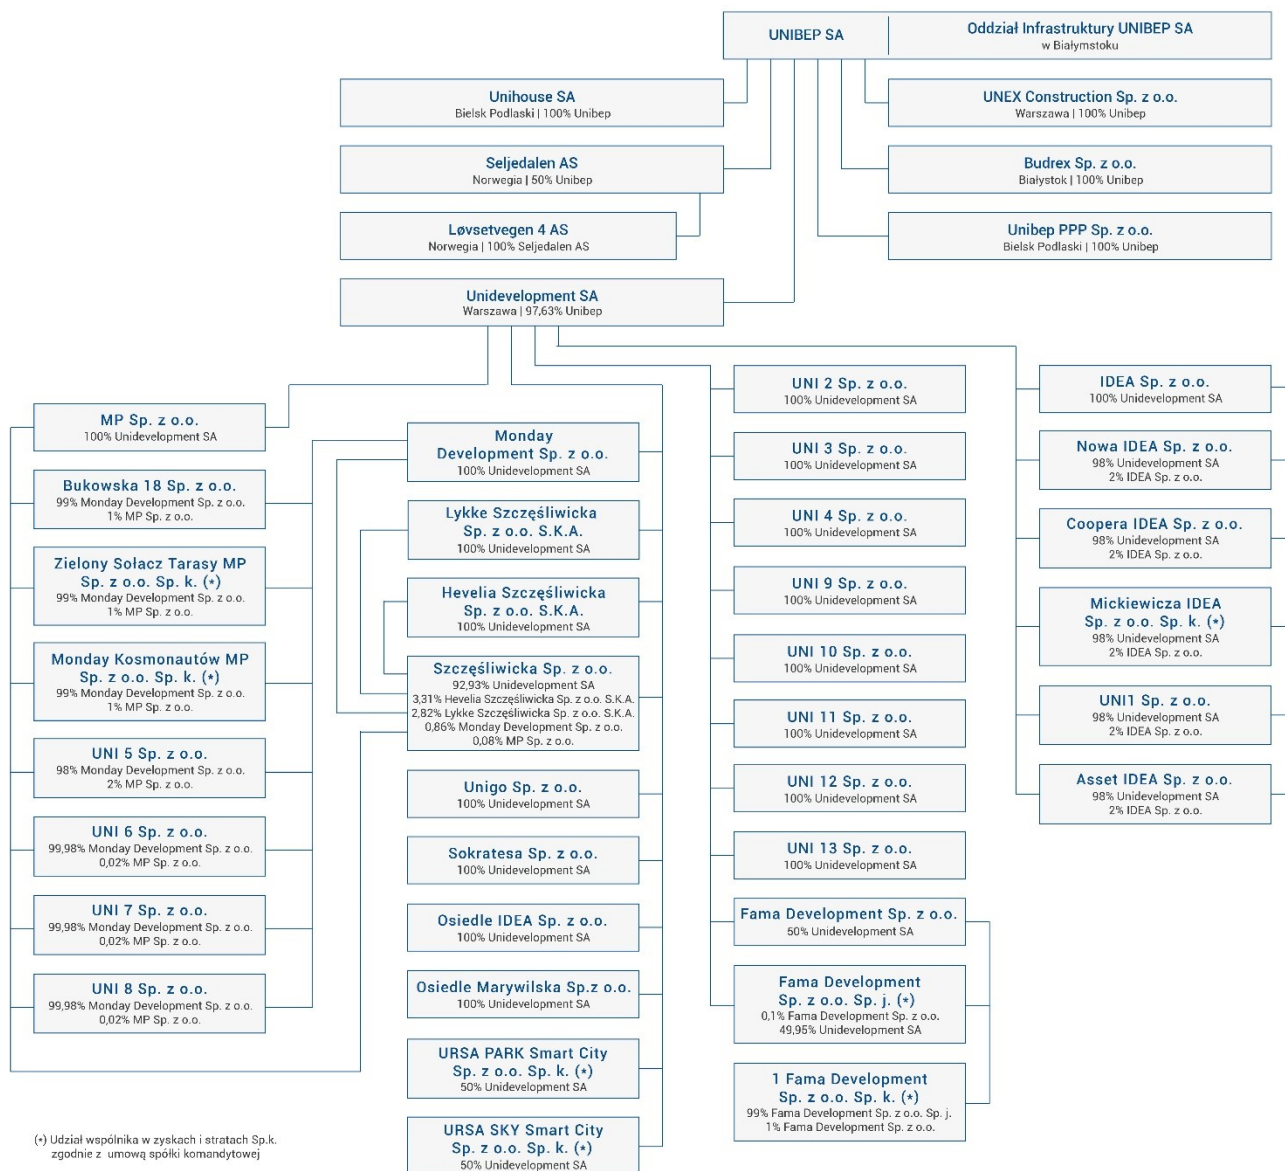 UNIBEP SA
Oddział Infrastruktury UNIBEP SA
w Białymstoku
Unihouse SA
Bielsk Podlaski | 100% Unibep
UNEX Construction Sp. z o.o.
Warszawa | 100% Unibep
Seljedalen AS
Norwegia | 50% Unibep
Budrex Sp. z o.o.
Białystok | 100% Unibep
Løvsetvegen 4 AS
Norwegia | 100% Seljedalen AS
Unibep PPP Sp. z o.o.
Bielsk Podlaski | 100% Unibep
Unidevelopment SA
Warszawa | 97,63% Unibep
MP Sp. z o.o.
100% Unidevelopment SA
Bukowska 18 Sp. z o.o.
99% Monday Development Sp. z o.o.
1% MP Sp. z o.o.
Zielony Sołacz Tarasy MP
Sp. z o.o. Sp. k. (*)
99% Monday Development Sp. z o.o.
1% MP Sp. z o.o.
Monday Kosmonautów MP
Sp. z o.o. Sp. k. (*)
99% Monday Development Sp. z o.o.
1% MP Sp. z o.o.
UNI 5 Sp. z o.o.
98% Monday Development Sp. z o.o.
2% MP Sp. z o.o.
UNI 6 Sp. z o.o.
99,98% Monday Development Sp. z o.o.
0,02% MP Sp. z o.o.
UNI 7 Sp. z o.o.
99,98% Monday Development Sp. z o.o.
0,02% MP Sp. z o.o.
UNI 8 Sp. z o.o.
99,98% Monday Development Sp. z o.o.
0,02% MP Sp. z o.o.
Monday
Development Sp. z o.o.
100% Unidevelopment SA
Lykke Szczęśliwicka
Sp. z o.o. S.K.A.
100% Unidevelopment SA
Hevelia Szczęśliwicka
Sp. z o.o. S.K.A.
100% Unidevelopment SA
Szczęśliwicka Sp. z o.o.
92,93% Unidevelopment SA
3,31% Hevelia Szczęśliwicka Sp. z o.o. S.K.A.
2,82% Lykke Szczęśliwicka Sp. z o.o. S.K.A.
0,86% Monday Development Sp. z o.o.
0,08% MP Sp. z o.o.
Unigo Sp. z o.o.
100% Unidevelopment SA
Sokratesa Sp. z o.o.
100% Unidevelopment SA
Osiedle IDEA Sp. z o.o.
100% Unidevelopment SA
Osiedle Marywilska Sp.z o.o.
100% Unidevelopment SA
URSA PARK Smart City
Sp. z o.o. Sp. k. (*)
50% Unidevelopment SA
URSA SKY Smart City
Sp. z o.o. Sp. k. (*)
50% Unidevelopment SA
UNI 2 Sp. z o.o.
100% Unidevelopment SA
UNI 3 Sp. z o.o.
100% Unidevelopment SA
UNI 4 Sp. z o.o.
100% Unidevelopment SA
UNI 9 Sp. z o.o.
100% Unidevelopment SA
UNI 10 Sp. z o.o.
100% Unidevelopment SA
UNI 11 Sp. z o.o.
100% Unidevelopment SA
UNI 12 Sp. z o.o.
100% Unidevelopment SA
UNI 13 Sp. z o.o.
100% Unidevelopment SA
Fama Development Sp. z o.o.
50% Unidevelopment SA
Fama Development
Sp. z o.o. Sp. j. (*)
0,1% Fama Development Sp. z o.o.
49,95% Unidevelopment SA
1 Fama Development
Sp. z o.o. Sp. k. (*)
99% Fama Development Sp. z o.o. Sp. j.
1% Fama Development Sp. z o.o.
IDEA Sp. z o.o.
100% Unidevelopment SA
Nowa IDEA Sp. z o.o.
98% Unidevelopment SA
2% IDEA Sp. z o.o.
Coopera IDEA Sp. z o.o.
98% Unidevelopment SA
2% IDEA Sp. z o.o.
Mickiewicza IDEA
Sp. z o.o. Sp. k. (*)
98% Unidevelopment SA
2% IDEA Sp. z o.o.
UNI1 Sp. z o.o.
98% Unidevelopment SA
2% IDEA Sp. z o.o.
Asset IDEA Sp. z o.o.
98% Unidevelopment SA
2% IDEA Sp. z o.o.
(*) Udział wspólnika w zyskach i stratach Sp.k.
zgodnie z umową spółki komandytowej